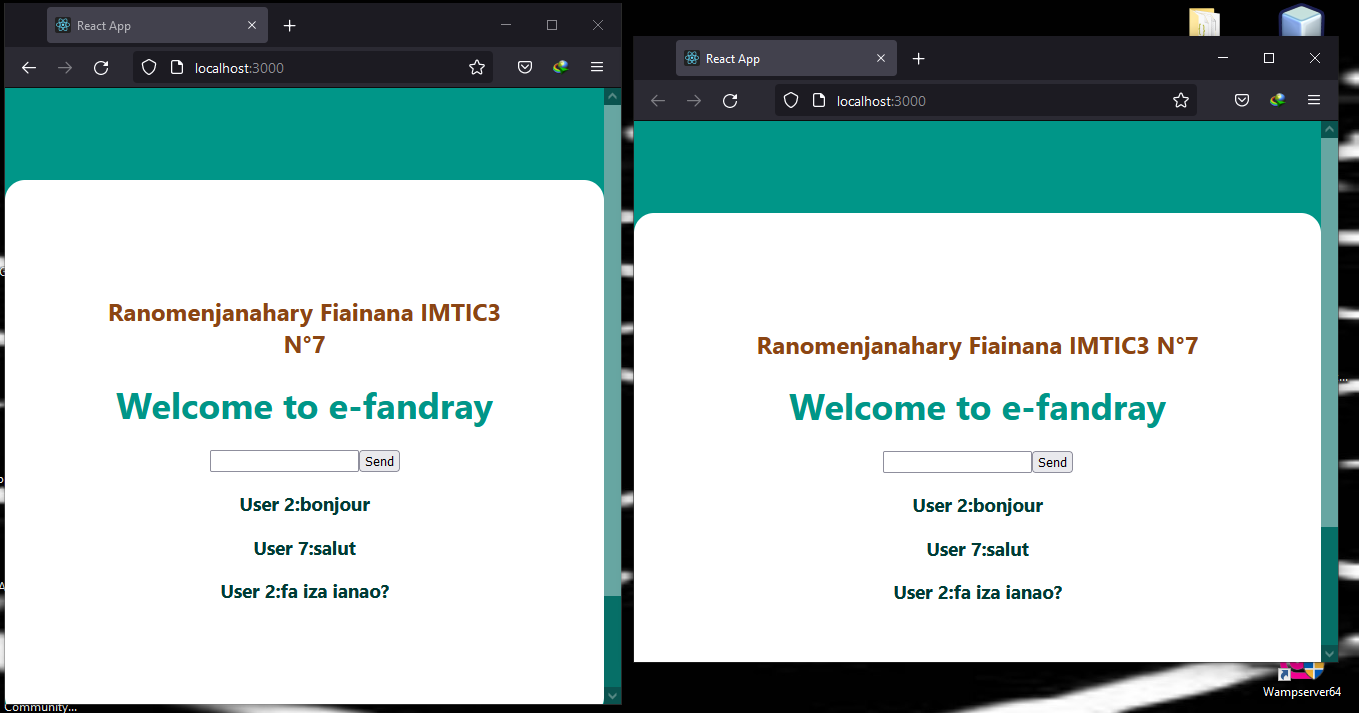 React App
localhost:3000
Ranomenjanahary Fiainana IMTIC3
N°7
Welcome to e-fandray
Send
User 2:bonjour
User 7:salut
User 2:fa iza ianao?
React App
localhost:3000
Ranomenjanahary Fiainana IMTIC3 N°7
Welcome to e-fandray
Send
User 2:bonjour
User 7:salut
User 2:fa iza ianao?
Community...
Wampserver64